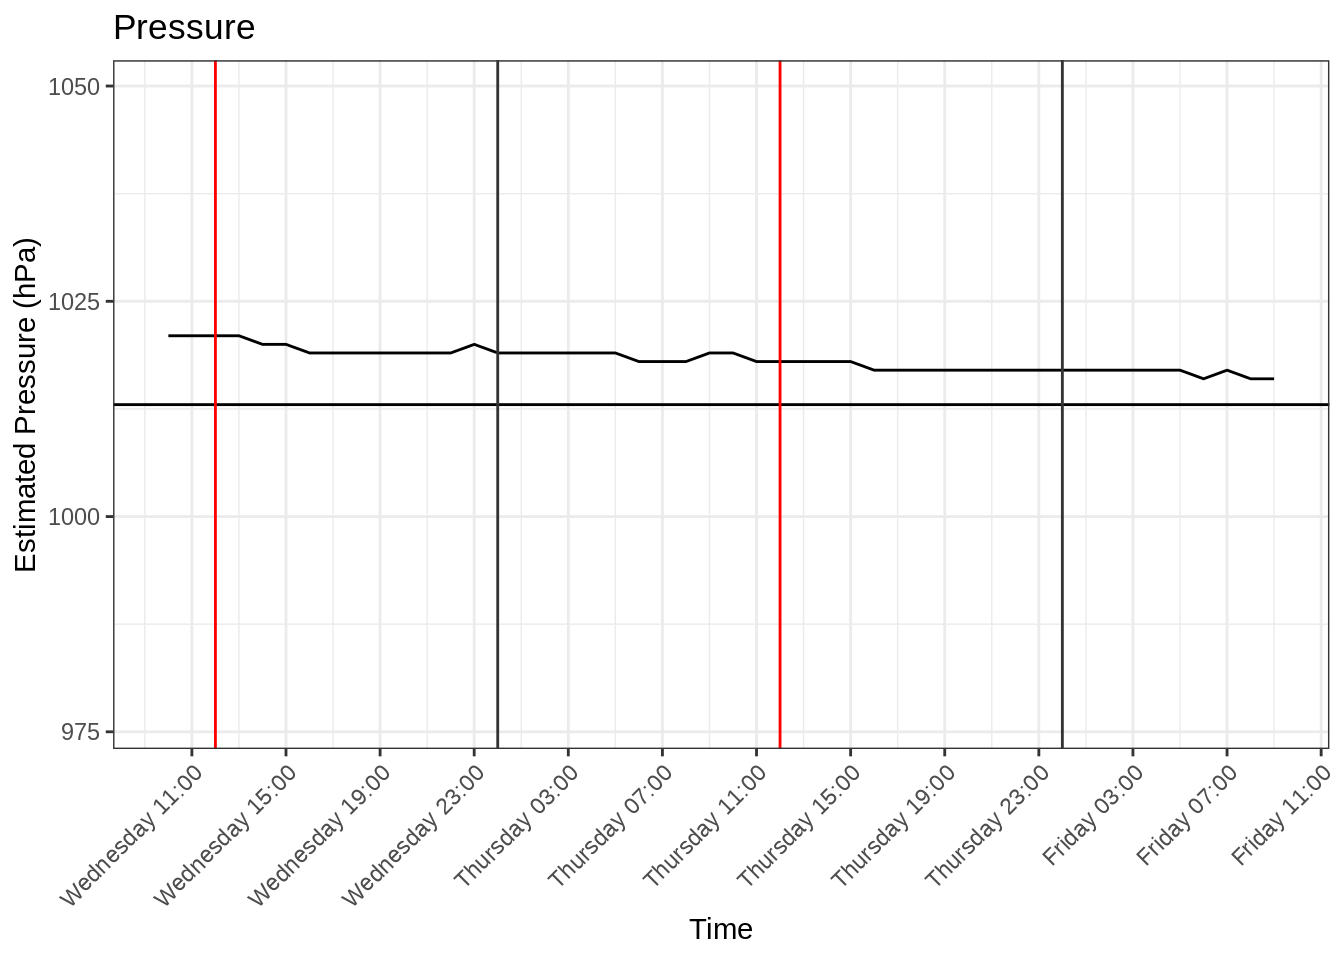 Pressure
Estimated Pressure (hPa)
1050
1025
1000
975
Wednesday 11:00
Wednesday 15:00
Wednesday 19:00
Wednesday 23:00
Thursday 03:00
Thursday 07:00
Thursday 11:00
Thursday 15:00
Thursday 19:00
Thursday 23:00
Friday 03:00
Friday 07:00
Friday 11:00
Time